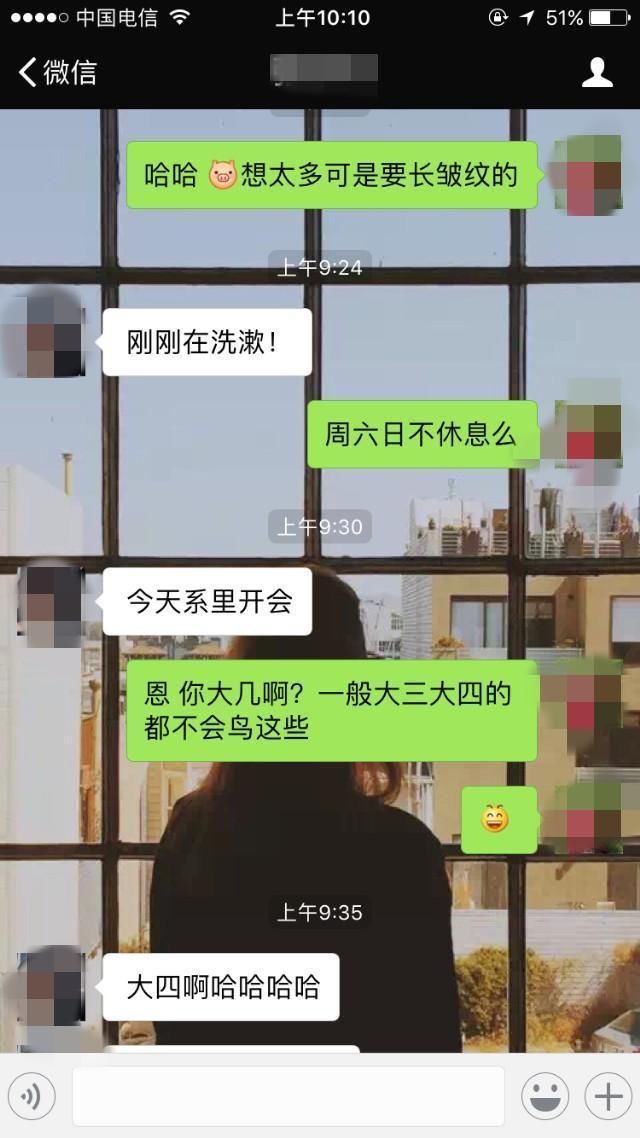 中国电信 上午10:10 51%
微信
哈哈 🐷想太多可是要长皱纹的
上午9:24
刚刚在洗漱！
周六日不休息么
上午9:30
今天系里开会
恩 你大几啊？一般大三大四的
都不会鸟这些
😄
上午9:35
大四啊哈哈哈哈